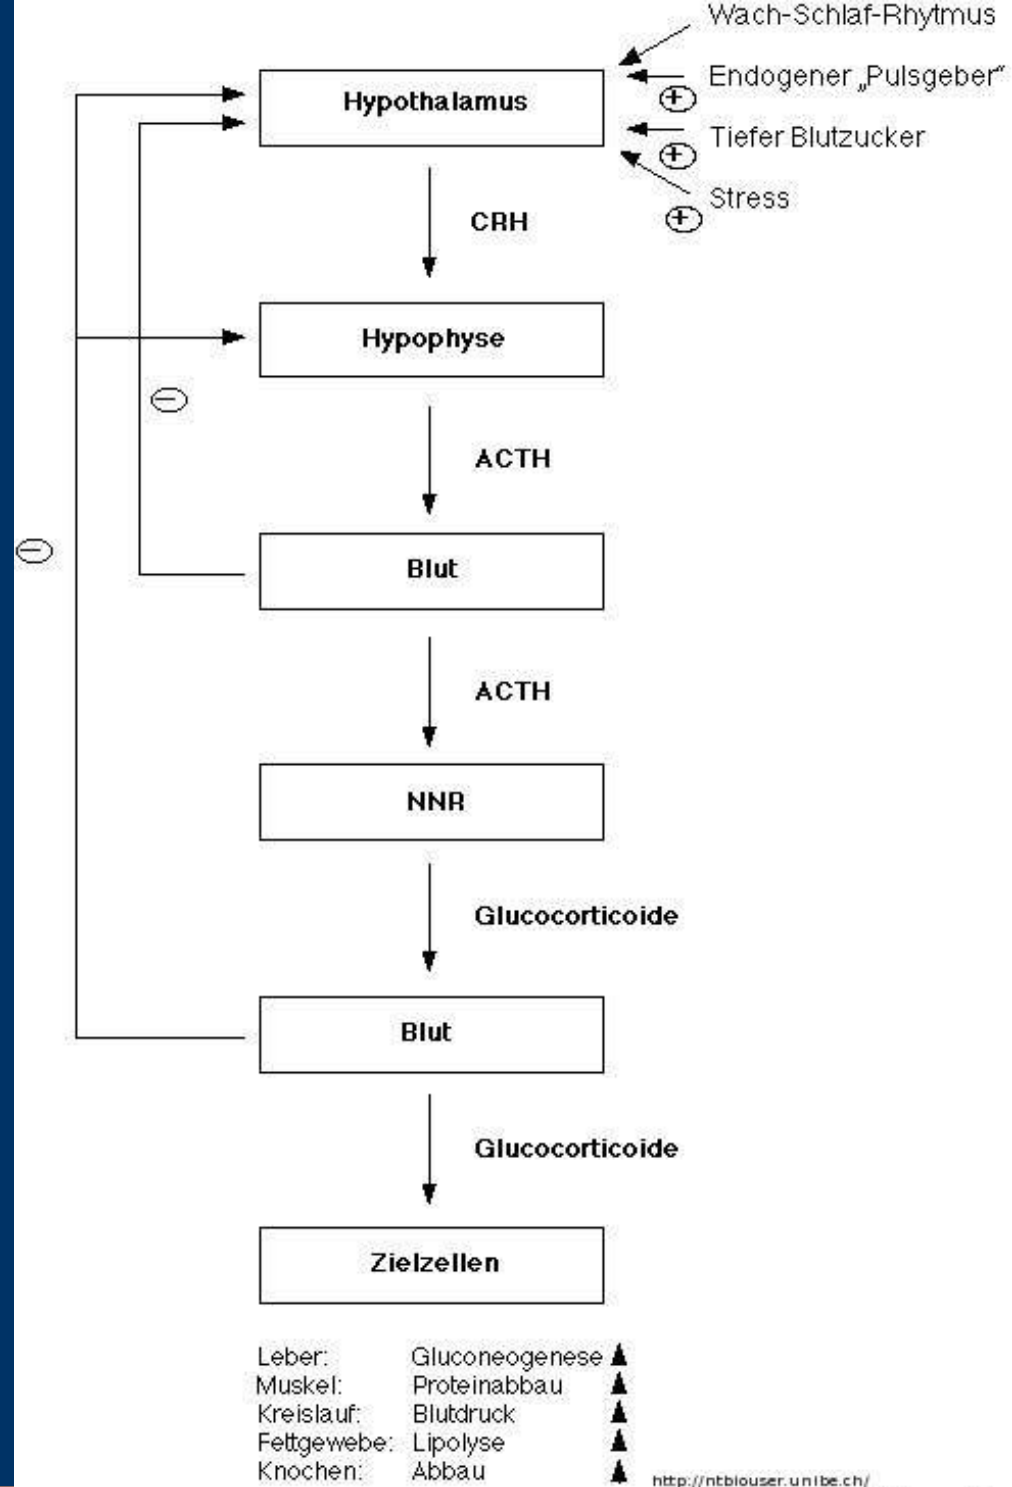 Wach-Schlaf-Rhytmus
Endogener „Pulsgeber“
Hypothalamus
Tiefer Blutzucker
Stress
CRH
Hypophyse
ACTH
Blut
ACTH
NNR
Glucocorticoide
Blut
Glucocorticoide
Zielzellen
Leber: Gluconeogenese
Muskel: Proteinabbau
Kreislauf: Blutdruck
Fettgewebe: Lipolyse
Knochen: Abbau
http://ntbiouser.unibe.ch/